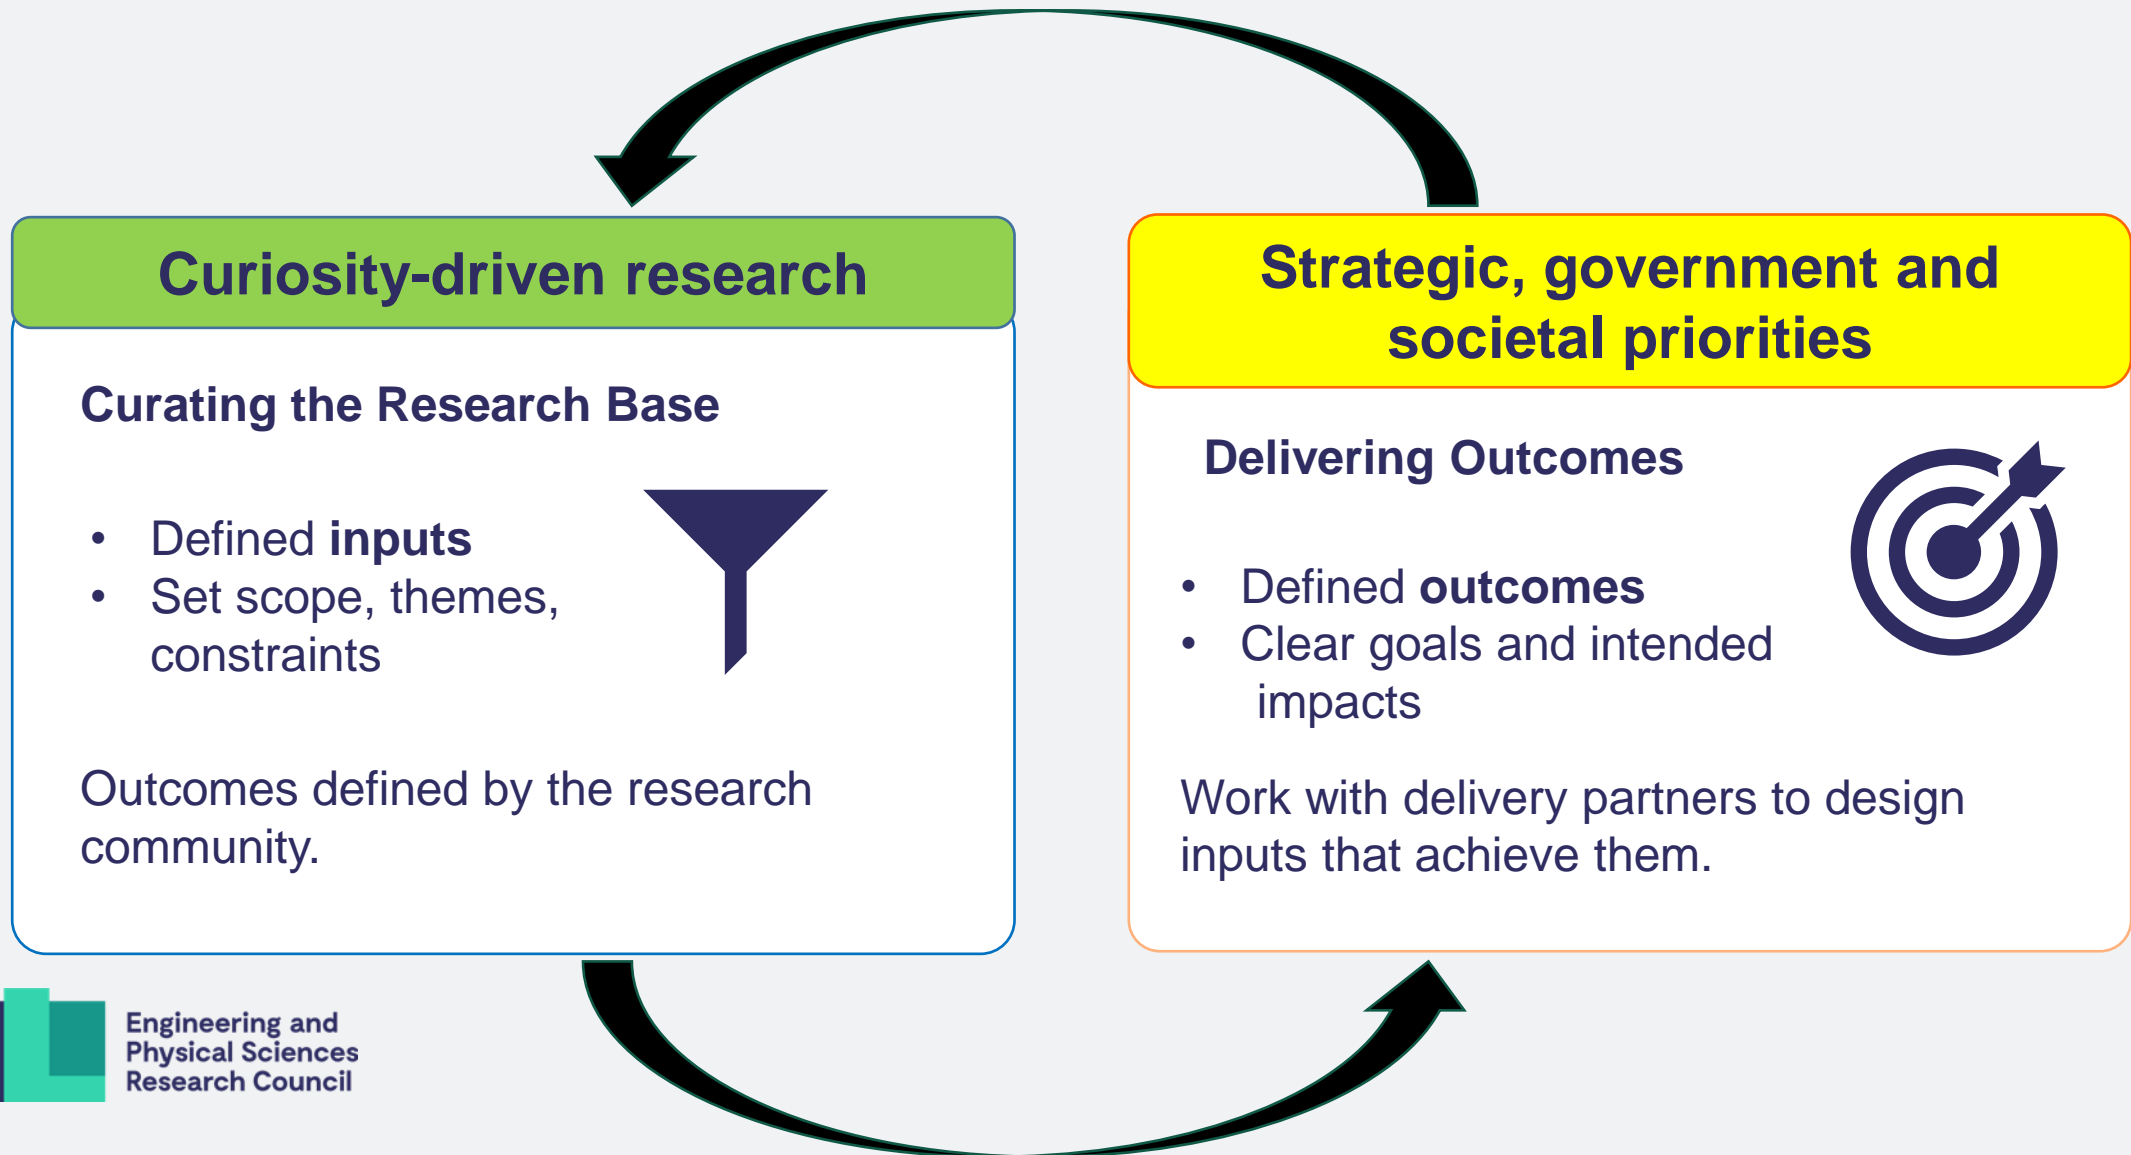 Curiosity-driven research
Curating the Research Base
• Defined inputs
• Set scope, themes,
constraints
Outcomes defined by the research
community.
Strategic, government and
societal priorities
Delivering Outcomes
• Defined outcomes
• Clear goals and intended
impacts
Work with delivery partners to design
inputs that achieve them.
Engineering and
Physical Sciences
Research Council